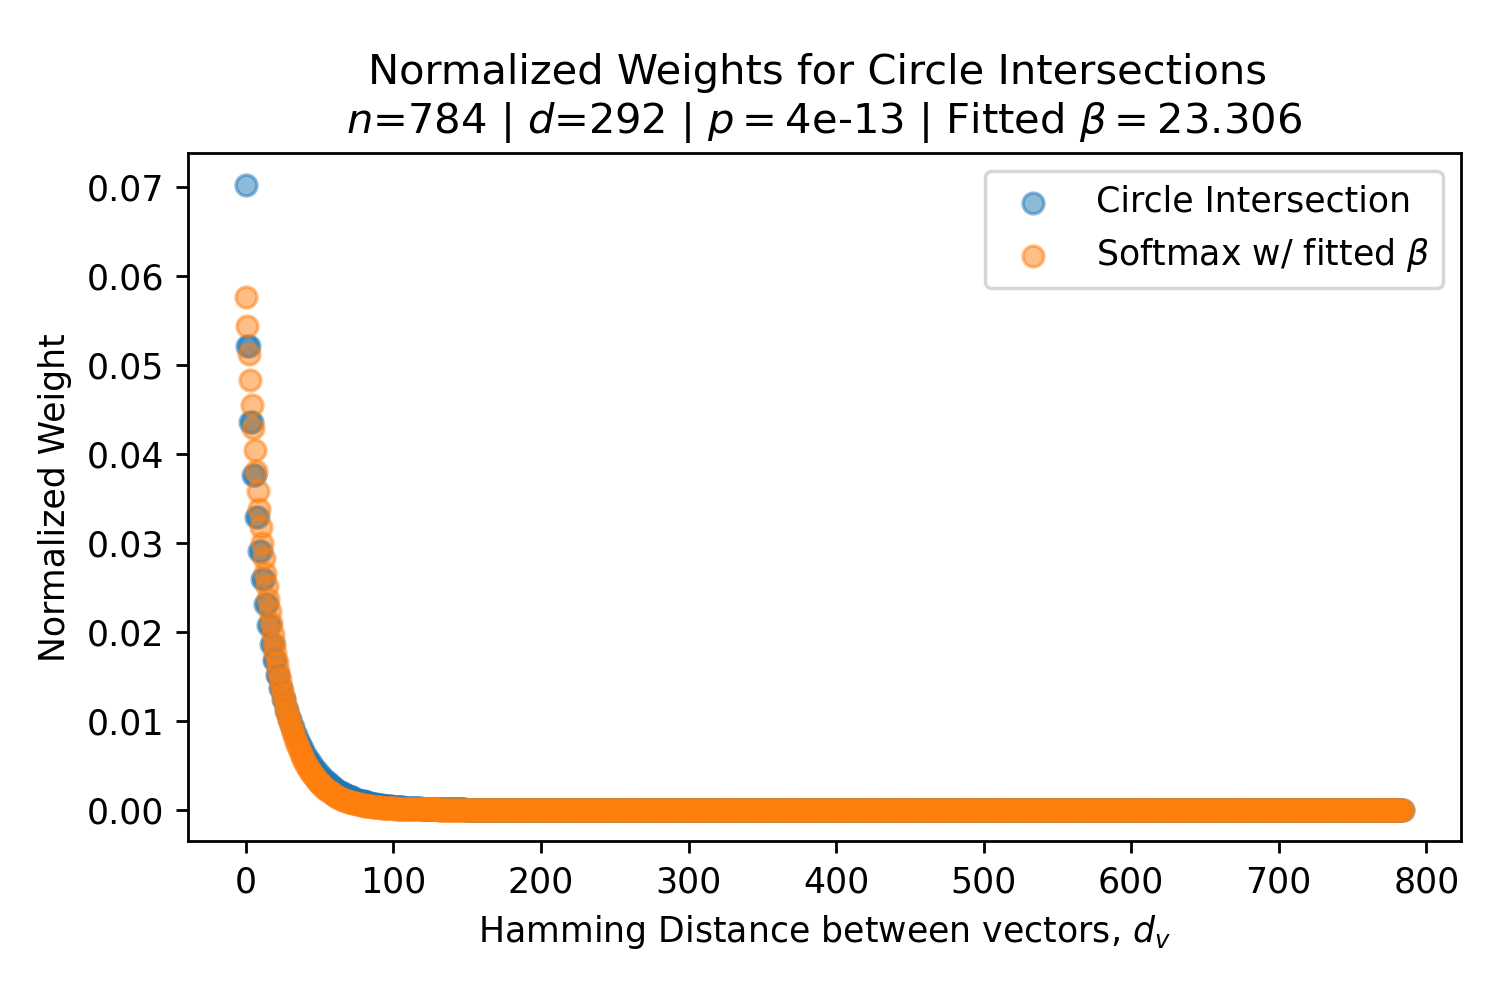 Normalized Weights for Circle Intersections
n=784 | d=292 | p = 4e-13 | Fitted β = 23.306
Circle Intersection
Softmax w/ fitted β
Normalized Weight
0.07
0.06
0.05
0.04
0.03
0.02
0.01
0.00
0 100 200 300 400 500 600 700 800
Hamming Distance between vectors, dᵥ